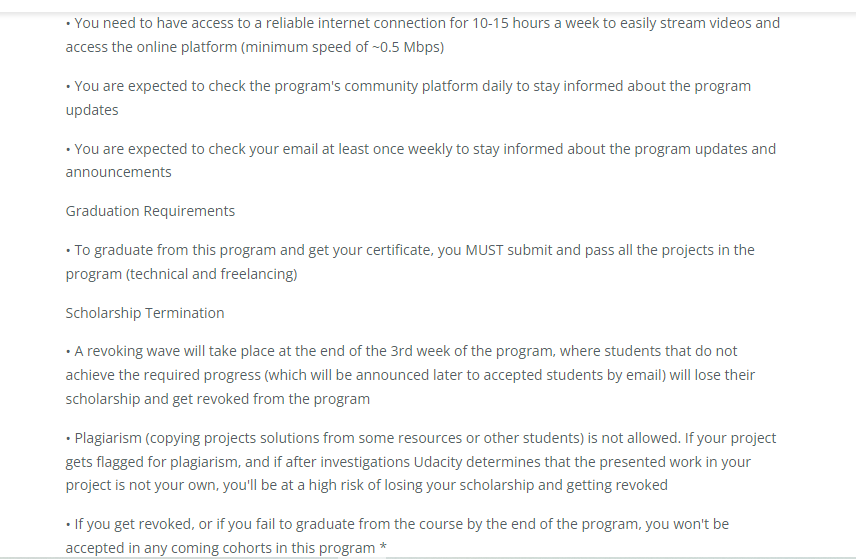 • You need to have access to a reliable internet connection for 10-15 hours a week to easily stream videos and
access the online platform (minimum speed of ~0.5 Mbps)
• You are expected to check the program's community platform daily to stay informed about the program
updates
• You are expected to check your email at least once weekly to stay informed about the program updates and
announcements
Graduation Requirements
• To graduate from this program and get your certificate, you MUST submit and pass all the projects in the
program (technical and freelancing)
Scholarship Termination
• A revoking wave will take place at the end of the 3rd week of the program, where students that do not
achieve the required progress (which will be announced later to accepted students by email) will lose their
scholarship and get revoked from the program
• Plagiarism (copying projects solutions from some resources or other students) is not allowed. If your project
gets flagged for plagiarism, and if after investigations Udacity determines that the presented work in your
project is not your own, you'll be at a high risk of losing your scholarship and getting revoked
• If you get revoked, or if you fail to graduate from the course by the end of the program, you won't be
accepted in any coming cohorts in this program *